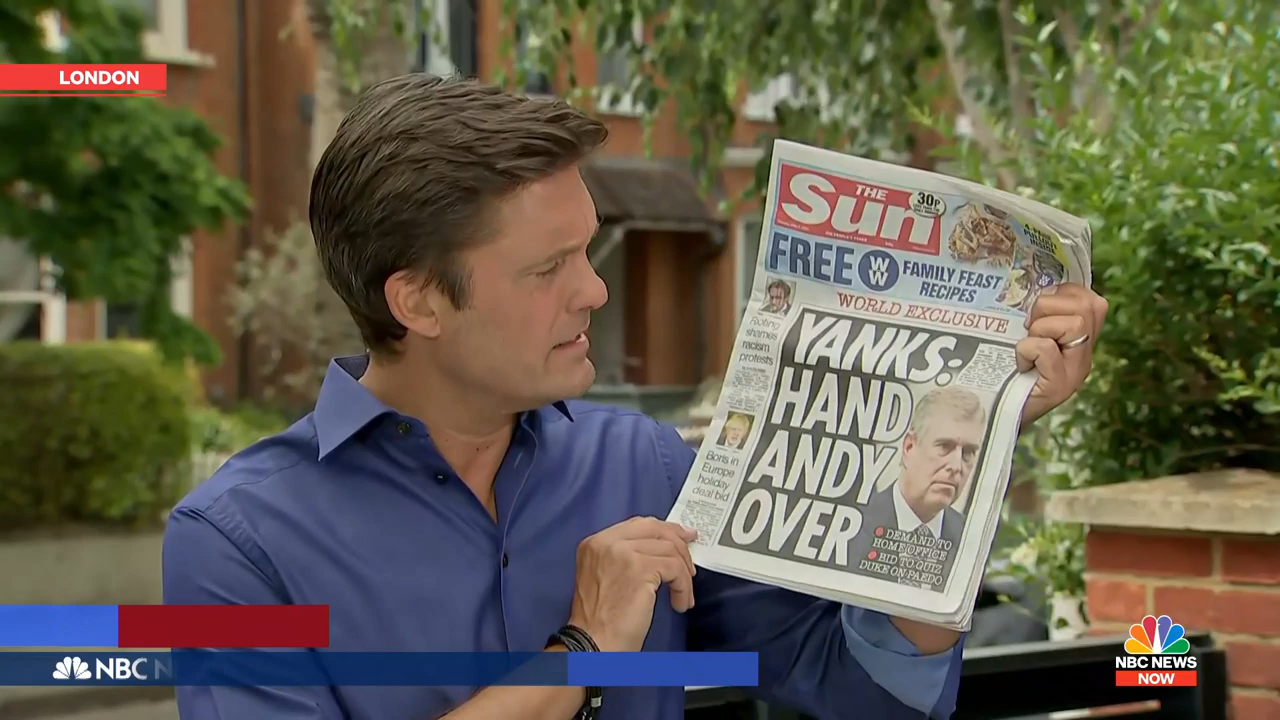 LONDON
THE
Sun
30P
FREE
WW
FAMILY FEAST
RECIPES
WORLD EXCLUSIVE
Rioting
shames
racism
protests
YANKS:
HAND
ANDY
OVER
Boris in
Europe
holiday
deal bid
DEMAND TO
HOME OFFICE
BID TO QUIZ
DUKE ON PAEDO
NBC N
NBC NEWS
NOW